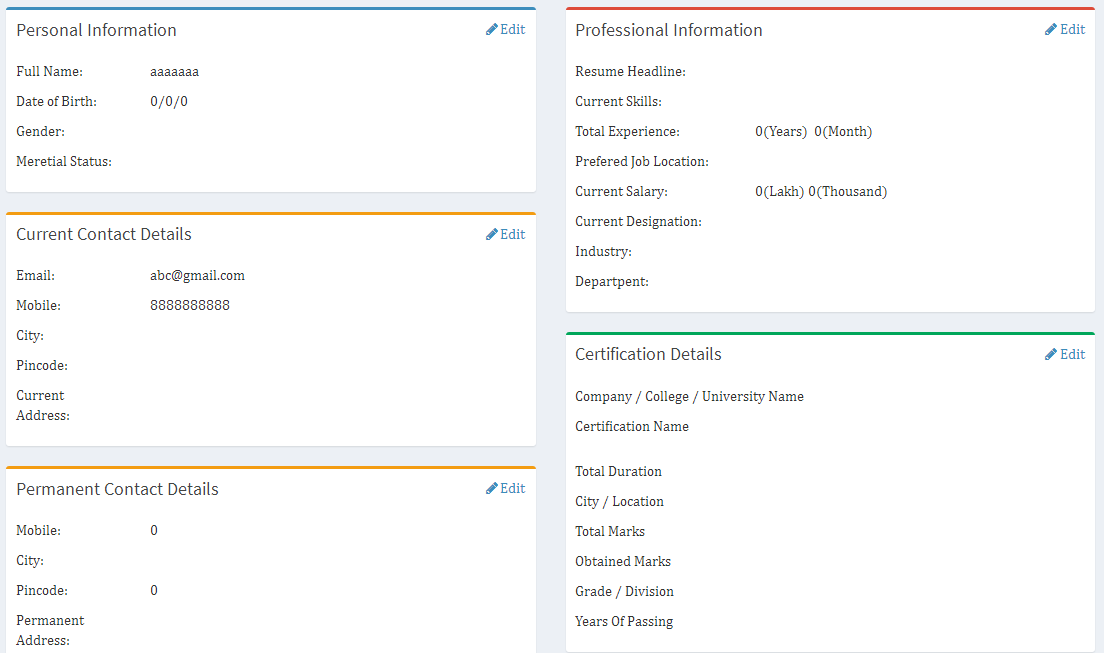 Personal Information
Edit
Full Name: aaaaaaa
Date of Birth: 0/0/0
Gender:
Meretial Status:
Current Contact Details
Edit
Email: abc@gmail.com
Mobile: 8888888888
City:
Pincode:
Current
Address:
Permanent Contact Details
Edit
Mobile: 0
City:
Pincode: 0
Permanent
Address:
Professional Information
Edit
Resume Headline:
Current Skills:
Total Experience: 0(Years) 0(Month)
Prefered Job Location:
Current Salary: 0(Lakh) 0(Thousand)
Current Designation:
Industry:
Departpent:
Certification Details
Edit
Company / College / University Name
Certification Name
Total Duration
City / Location
Total Marks
Obtained Marks
Grade / Division
Years Of Passing